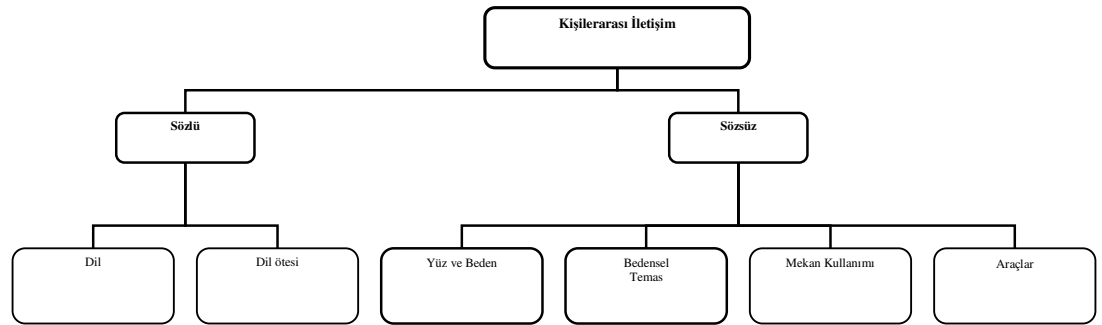 Kişilerarası İletişim
Sözlü
Sözsüz
Dil
Dil ötesi
Yüz ve Beden
Bedensel
Temas
Mekan Kullanımı
Araçlar